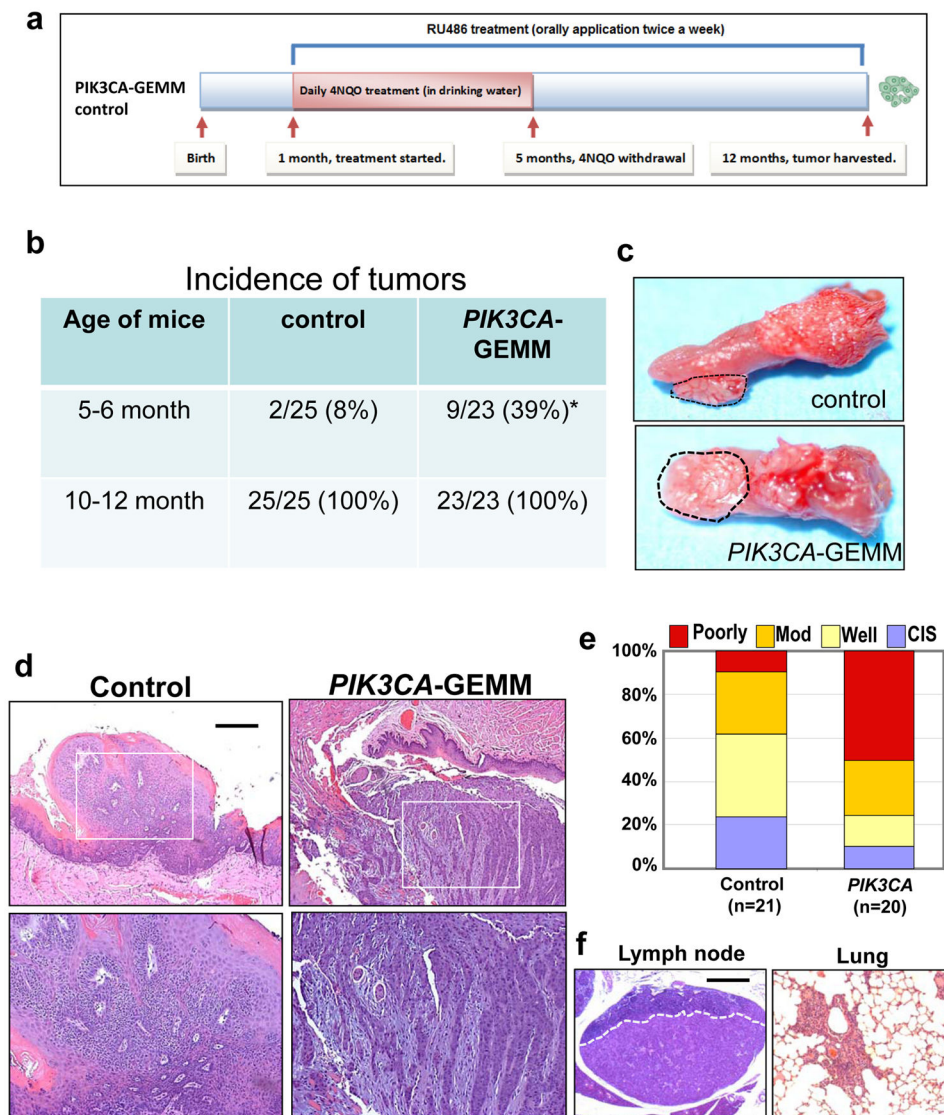 a
RU486 treatment (orally application twice a week)
PIK3CA-GEMM
control
Daily 4NQO treatment (in drinking water)
Birth
1 month, treatment started.
5 months, 4NQO withdrawal
12 months, tumor harvested.
b
Incidence of tumors
Age of mice control PIK3CA-
GEMM
5-6 month 2/25 (8%) 9/23 (39%)*
10-12 month 25/25 (100%) 23/23 (100%)
c
control
PIK3CA-GEMM
d
Control
PIK3CA-GEMM
e
Poorly Mod Well CIS
100%
80%
60%
40%
20%
0%
Control
(n=21)
PIK3CA
(n=20)
f
Lymph node
Lung